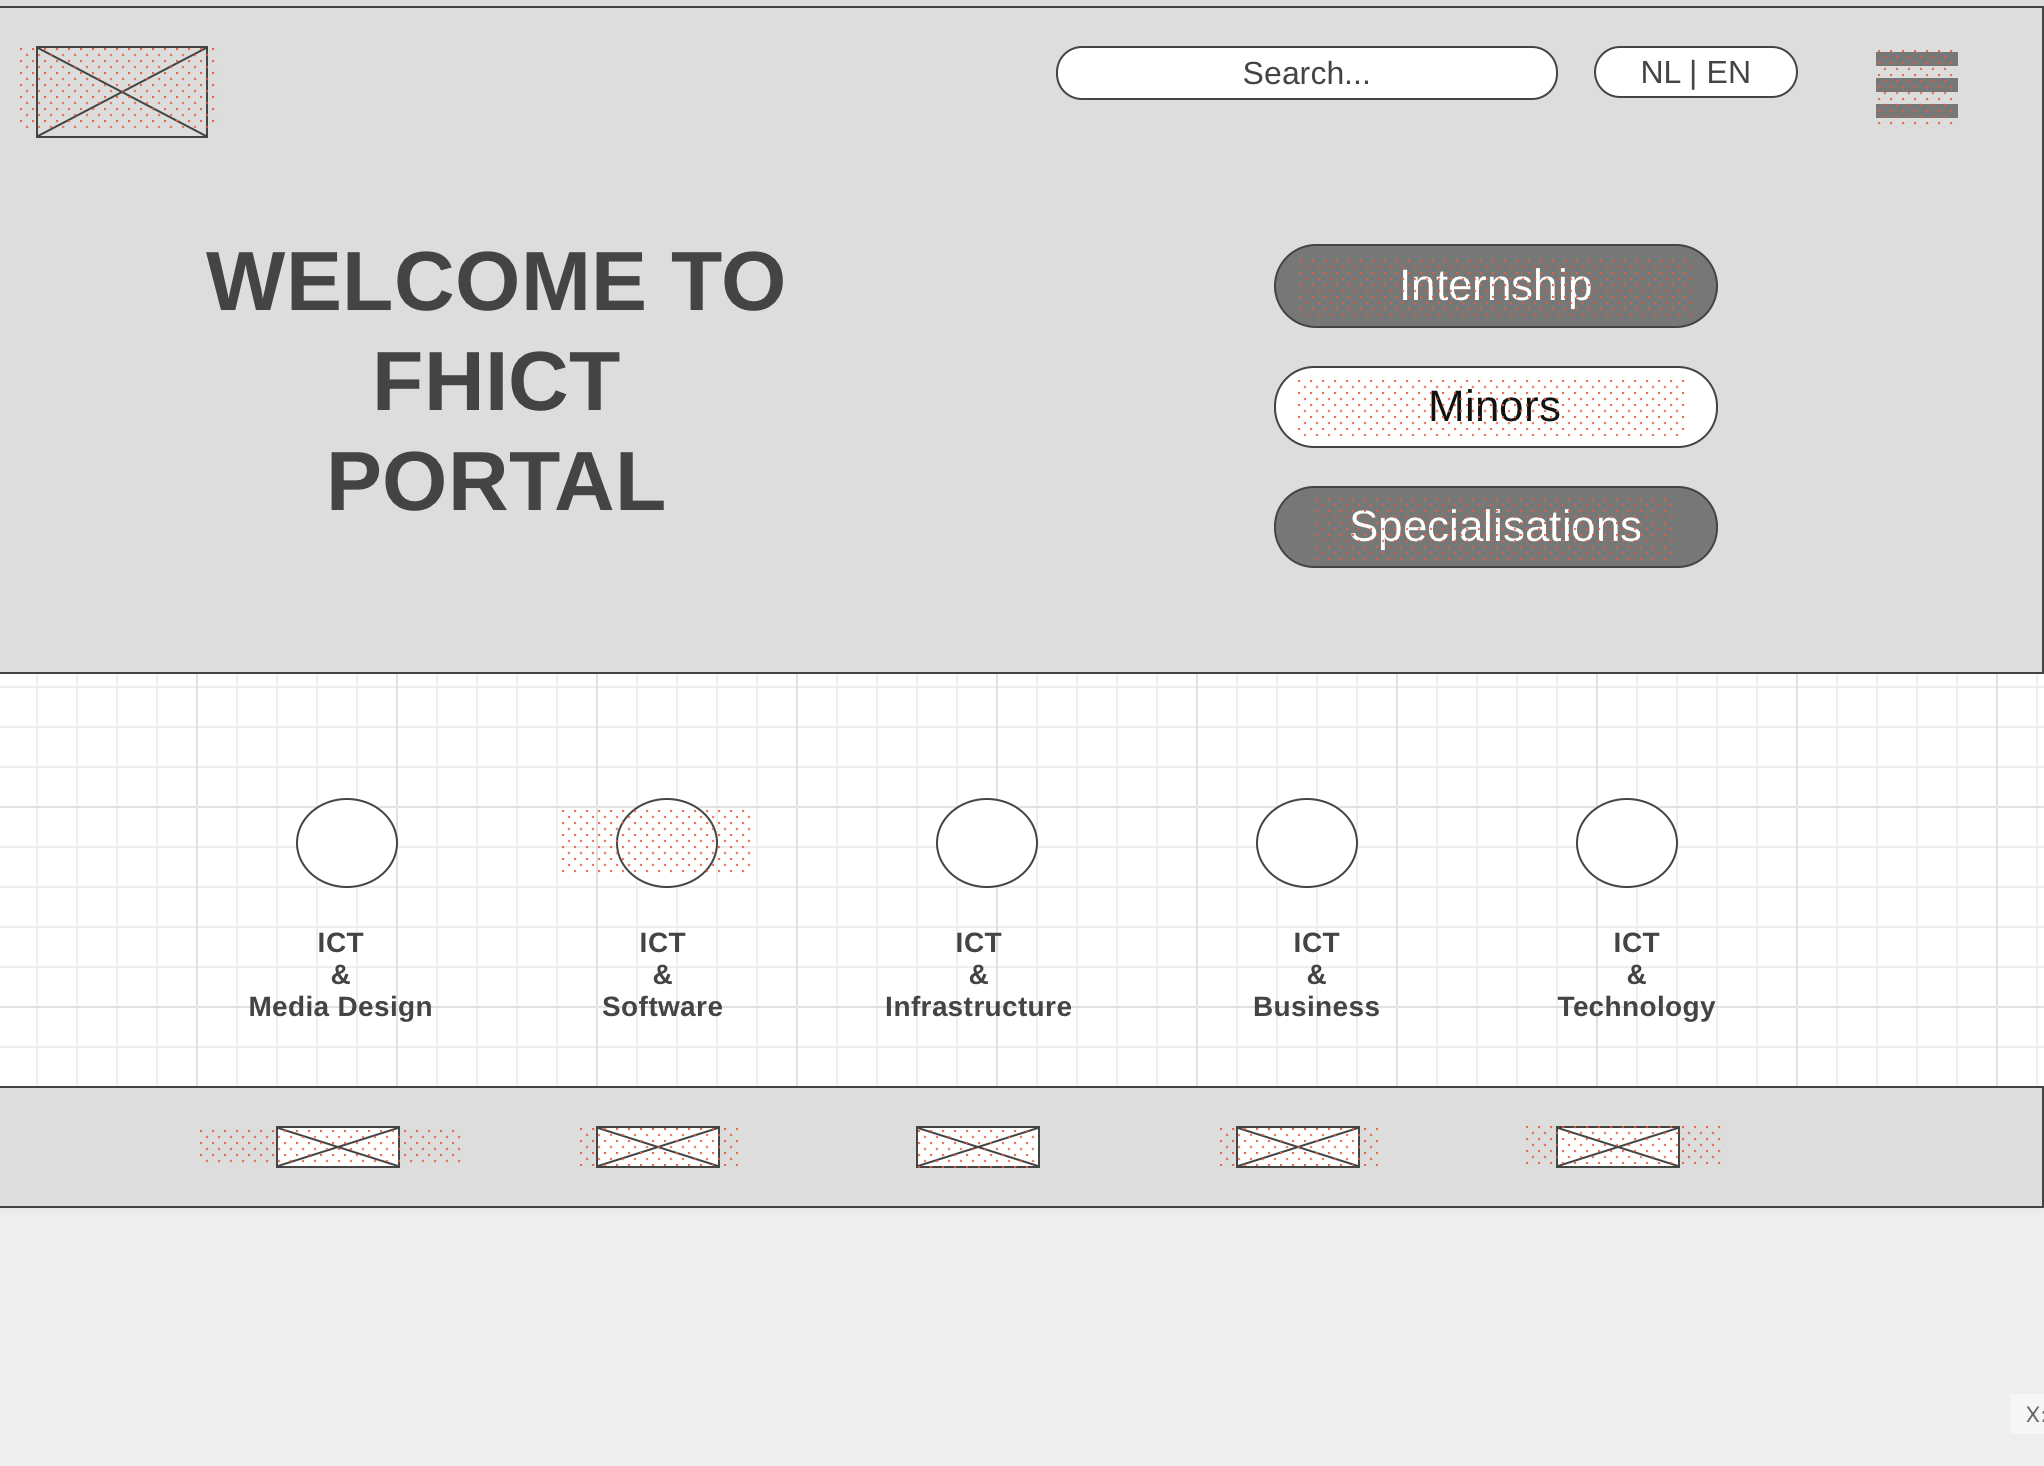 Search...
NL | EN
WELCOME TO
FHICT
PORTAL
Internship
Minors
Specialisations
ICT
&
Media Design
ICT
&
Software
ICT
&
Infrastructure
ICT
&
Business
ICT
&
Technology
X: